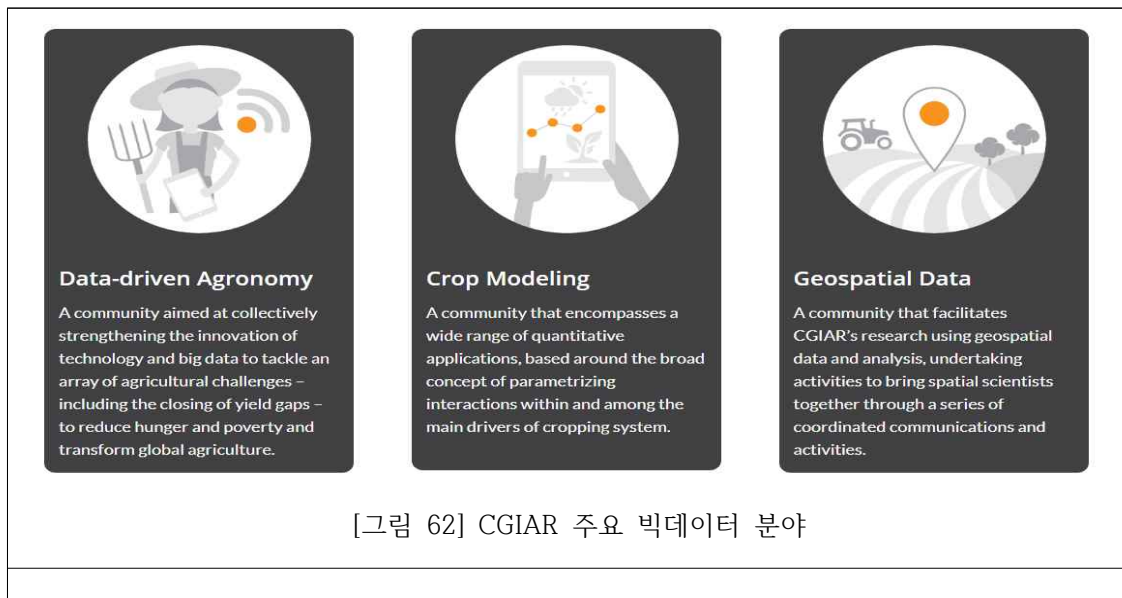 Data-driven Agronomy
A community aimed at collectively
strengthening the innovation of
technology and big data to tackle an
array of agricultural challenges –
including the closing of yield gaps –
to reduce hunger and poverty and
transform global agriculture.
Crop Modeling
A community that encompasses a
wide range of quantitative
applications, based around the broad
concept of parametrizing
interactions within and among the
main drivers of cropping system.
Geospatial Data
A community that facilitates
CGIAR’s research using geospatial
data and analysis, undertaking
activities to bring spatial scientists
together through a series of
coordinated communications and
activities.
[그림 62] CGIAR 주요 빅데이터 분야